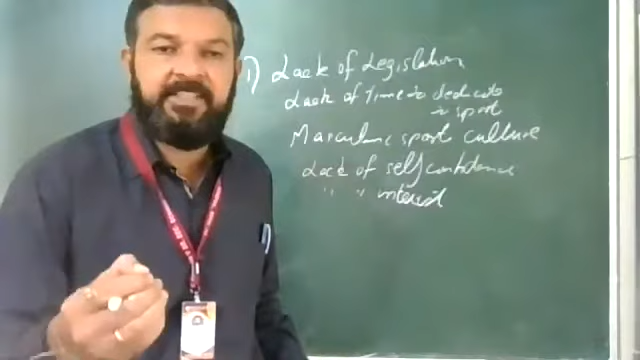 1) Lack of Legislation
Lack of Time to dedicate
to sport
Masculine sport culture
Lack of self confidence
" " interest